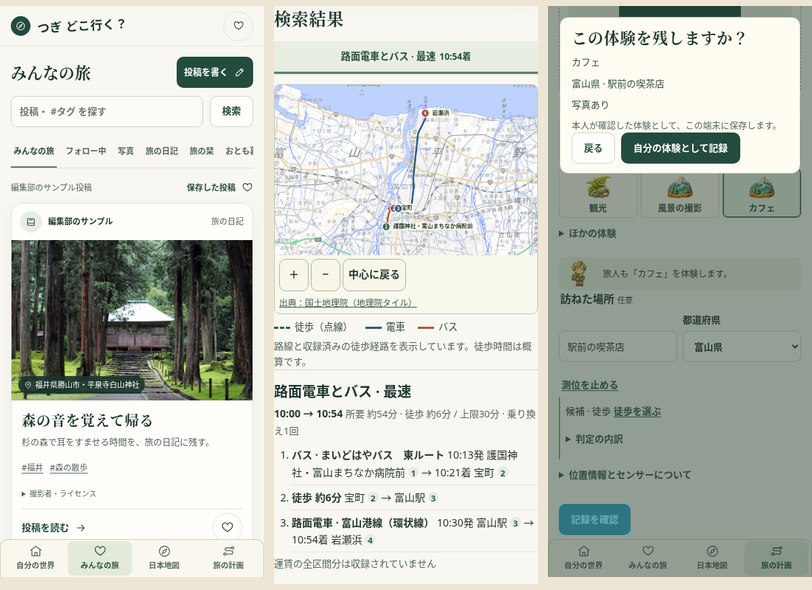 つぎ どこ行く？
みんなの旅
投稿を書く
投稿・ #タグ を探す
検索
みんなの旅 フォロー中 写真 旅の日記 旅の栞
編集部のサンプル投稿
保存した投稿
編集部のサンプル
旅の日記
福井県勝山市・平泉寺白山神社
森の音を覚えて帰る
杉の森で耳をすませる時間を、旅の日記に残す。
#福井 #森の散歩
撮影者・ライセンス
投稿を読む →
自分の世界 みんなの旅 日本地図 旅の計画
検索結果
路面電車とバス · 最速 10:54着
4 岩瀬浜
富 山 平 野
宝町
1 護国神社・富山まちなか病院前
+ − 中心に戻る
出典：国土地理院（地理院タイル）
徒歩（点線） 電車 バス
路線と収録済みの徒歩経路を表示しています。徒歩時間は概
算です。
路面電車とバス · 最速
10:00 → 10:54 所要 約54分 · 徒歩 約6分 / 上限30分 · 乗り換
え1回
1. バス · まいどはやバス　東ルート 10:13発 護国神
社・富山まちなか病院前 1 → 10:21着 宝町 2
2. 徒歩 約6分 宝町 2 → 富山駅 3
3. 路面電車 · 富山港線（環状線） 10:30発 富山駅 3 →
10:54着 岩瀬浜 4
運賃の全区間分は収録されていません
この体験を残しますか？
カフェ
富山県 · 駅前の喫茶店
写真あり
本人が確認した体験として、この端末に保存します。
戻る 自分の体験として記録
観光 風景の撮影 カフェ
ほかの体験
旅人も「カフェ」を体験します。
訪ねた場所 任意
都道府県
駅前の喫茶店
富山県
測位を止める
候補 · 徒歩 徒歩を選ぶ
判定の内訳
位置情報とセンサーについて
記録を確認
自分の世界 みんなの旅 日本地図 旅の計画